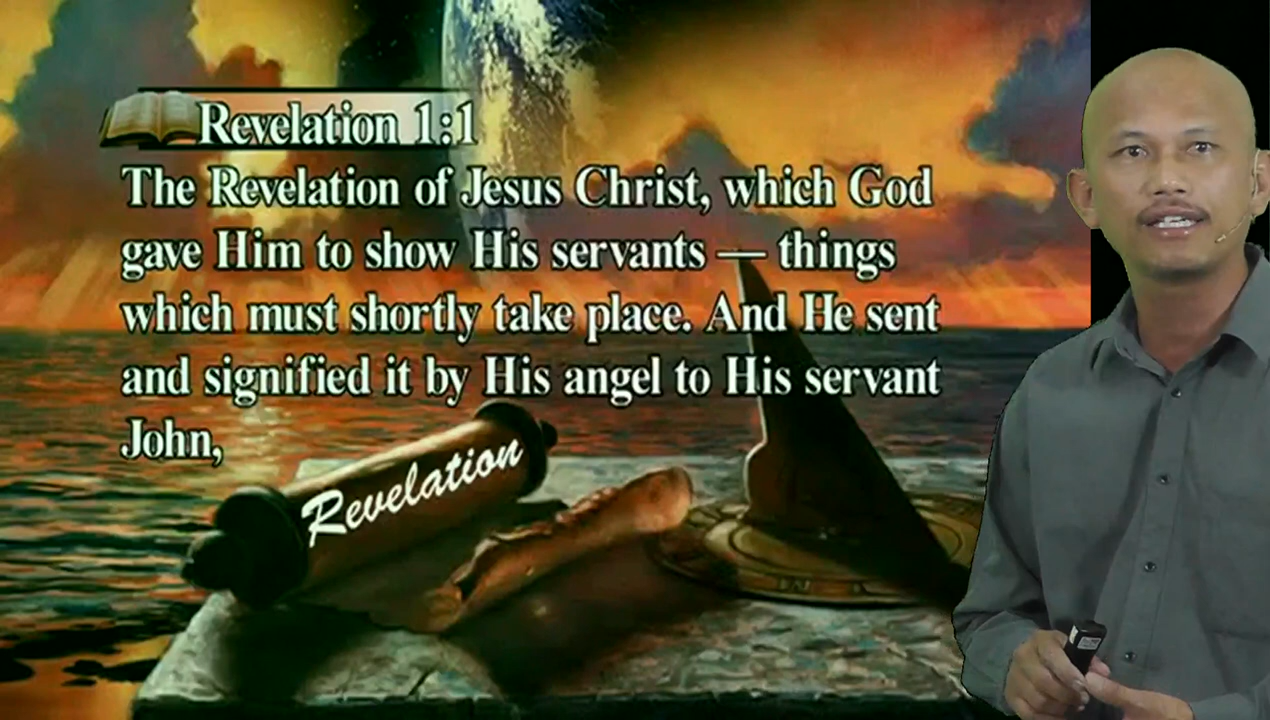 Revelation 1:1
The Revelation of Jesus Christ, which God
gave Him to show His servants — things
which must shortly take place. And He sent
and signified it by His angel to His servant
John,
Revelation